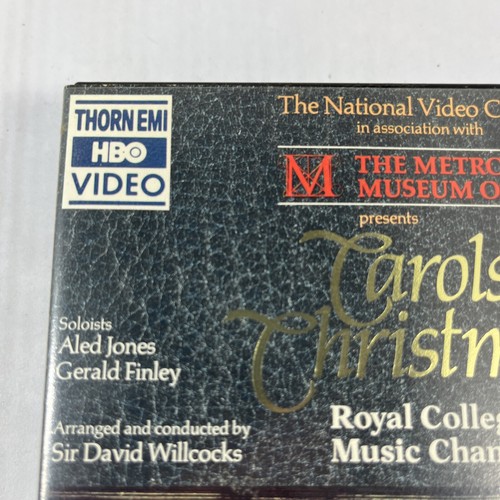 THORN EMI
HBO
VIDEO
The National Video C
in association with
M THE METRO
MUSEUM O
presents
Carols
Christm
Soloists
Aled Jones
Gerald Finley
Arranged and conducted by
Sir David Willcocks
Royal Colleg
Music Cham